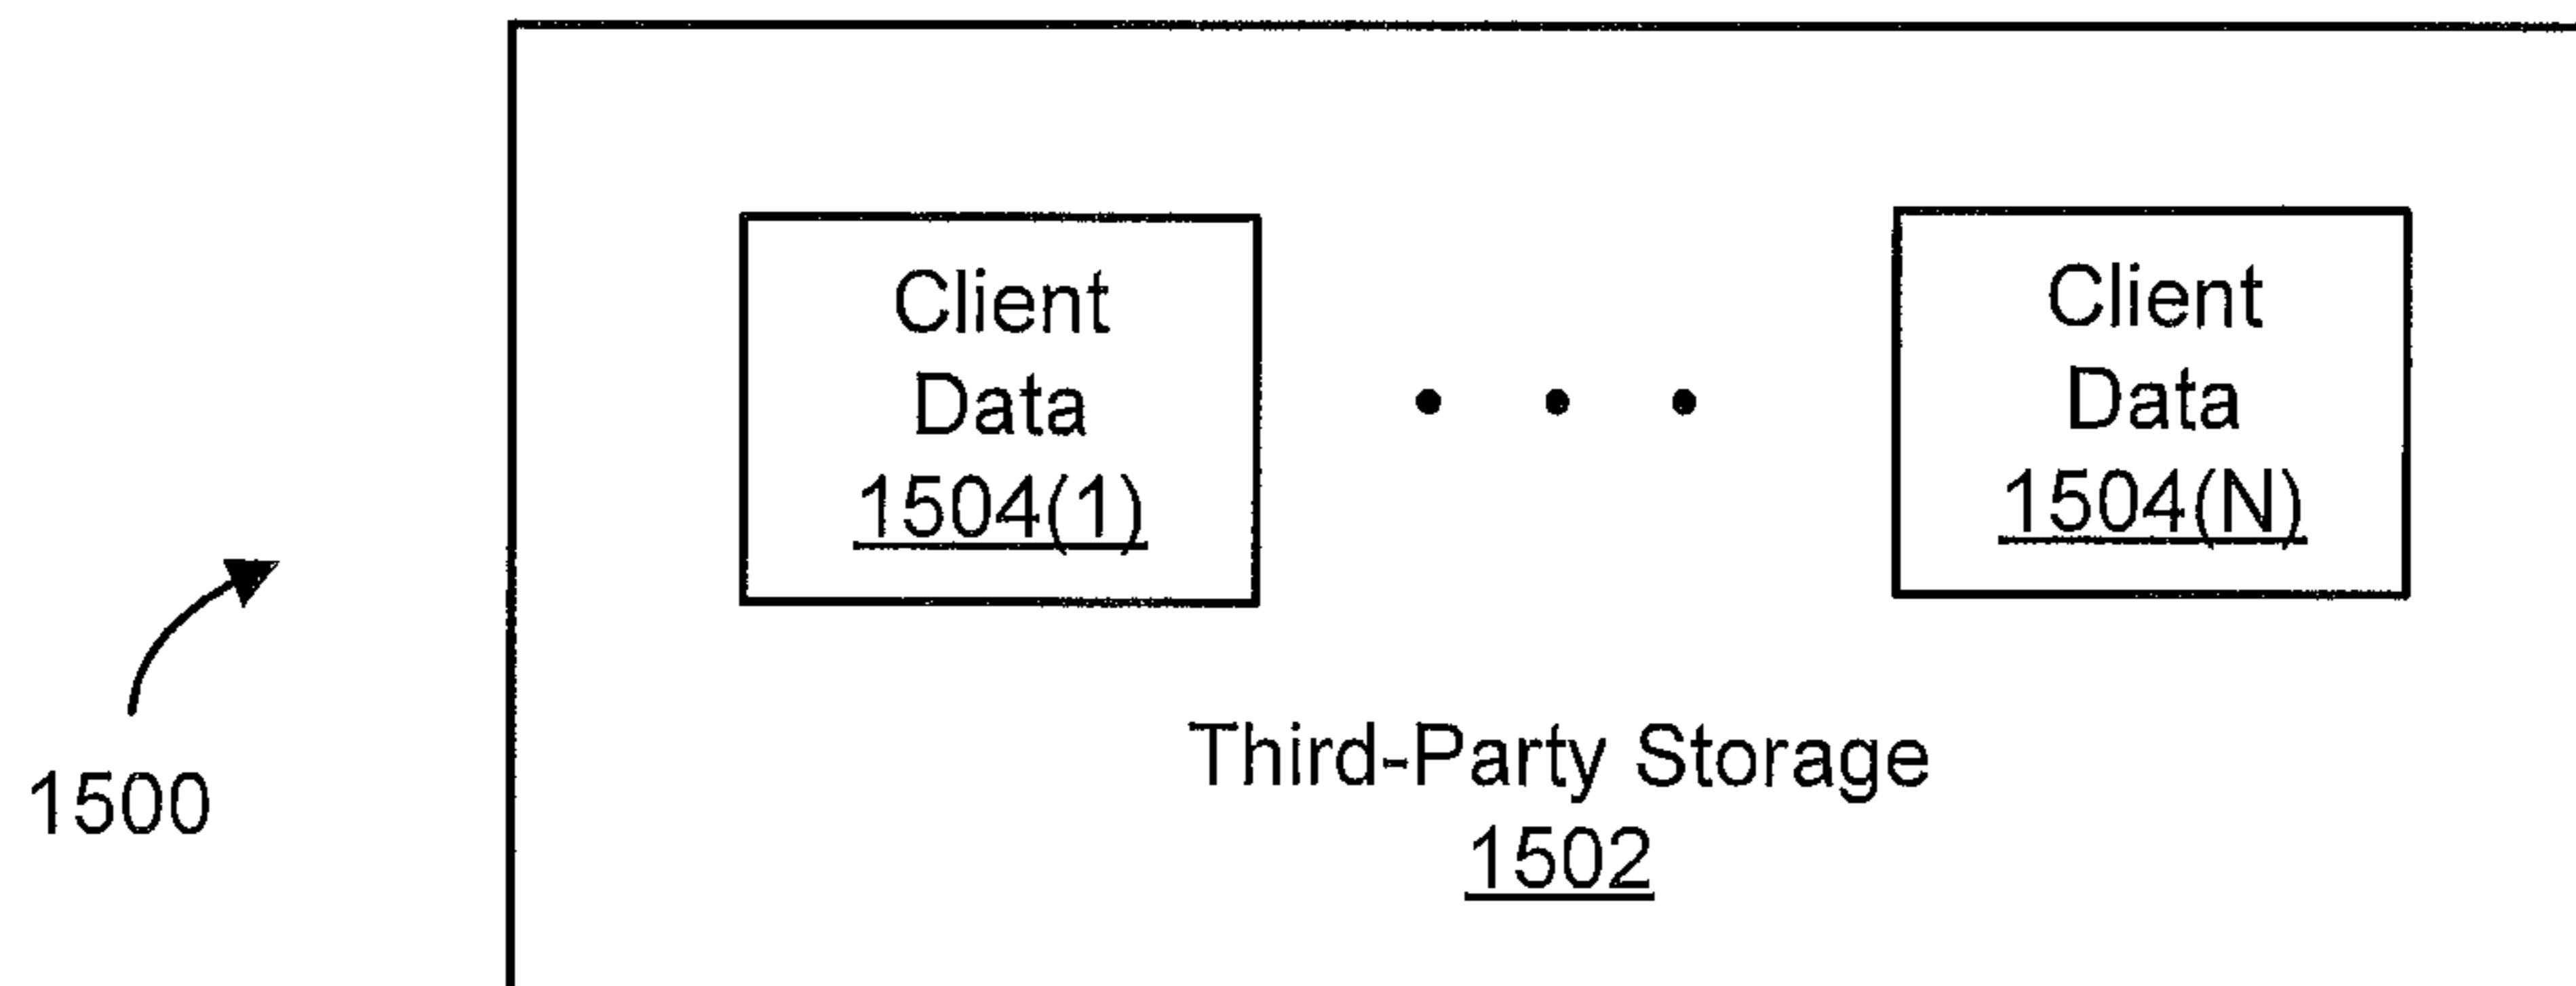 Client
Data
1504(1)
• • •
Client
Data
1504(N)
Third-Party Storage
1502
1500